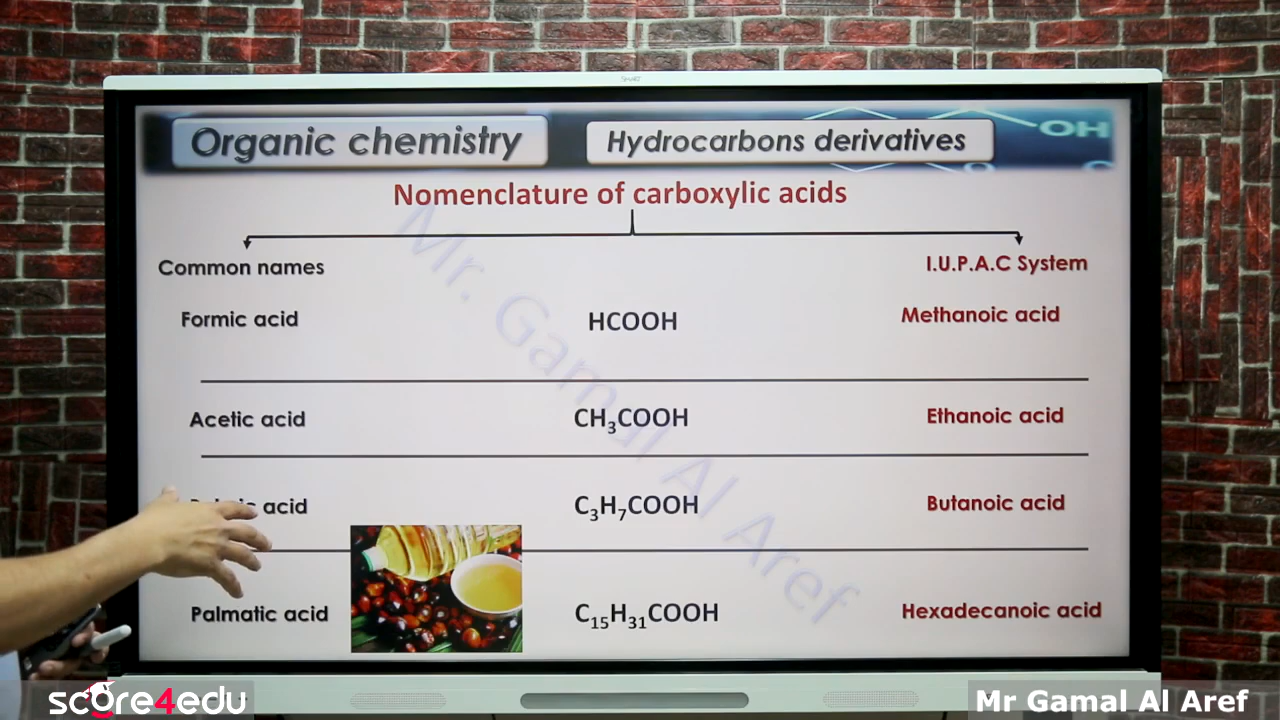 SMART
Organic chemistry
Hydrocarbons derivatives
OH
Nomenclature of carboxylic acids
Common names
I.U.P.A.C System
Formic acid
HCOOH
Methanoic acid
Acetic acid
CH₃COOH
Ethanoic acid
acid
C₃H₇COOH
Butanoic acid
Palmatic acid
C₁₅H₃₁COOH
Hexadecanoic acid
Mr. Gamal Al Aref
score4edu
Mr Gamal Al Aref